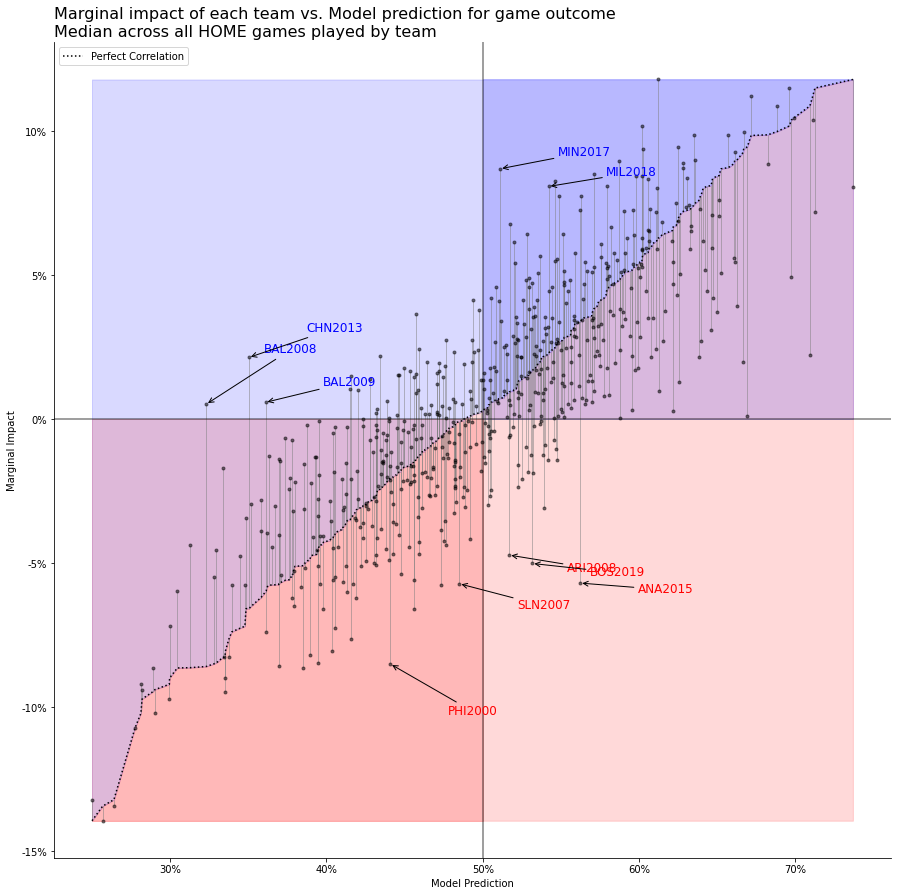 Marginal impact of each team vs. Model prediction for game outcome
Median across all HOME games played by team
Perfect Correlation
10%
5%
0%
-5%
-10%
-15%
Marginal Impact
MIN2017
MIL2018
CHN2013
BAL2008
BAL2009
ARI2008
BOS2019
ANA2015
SLN2007
PHI2000
30%
40%
50%
60%
70%
Model Prediction